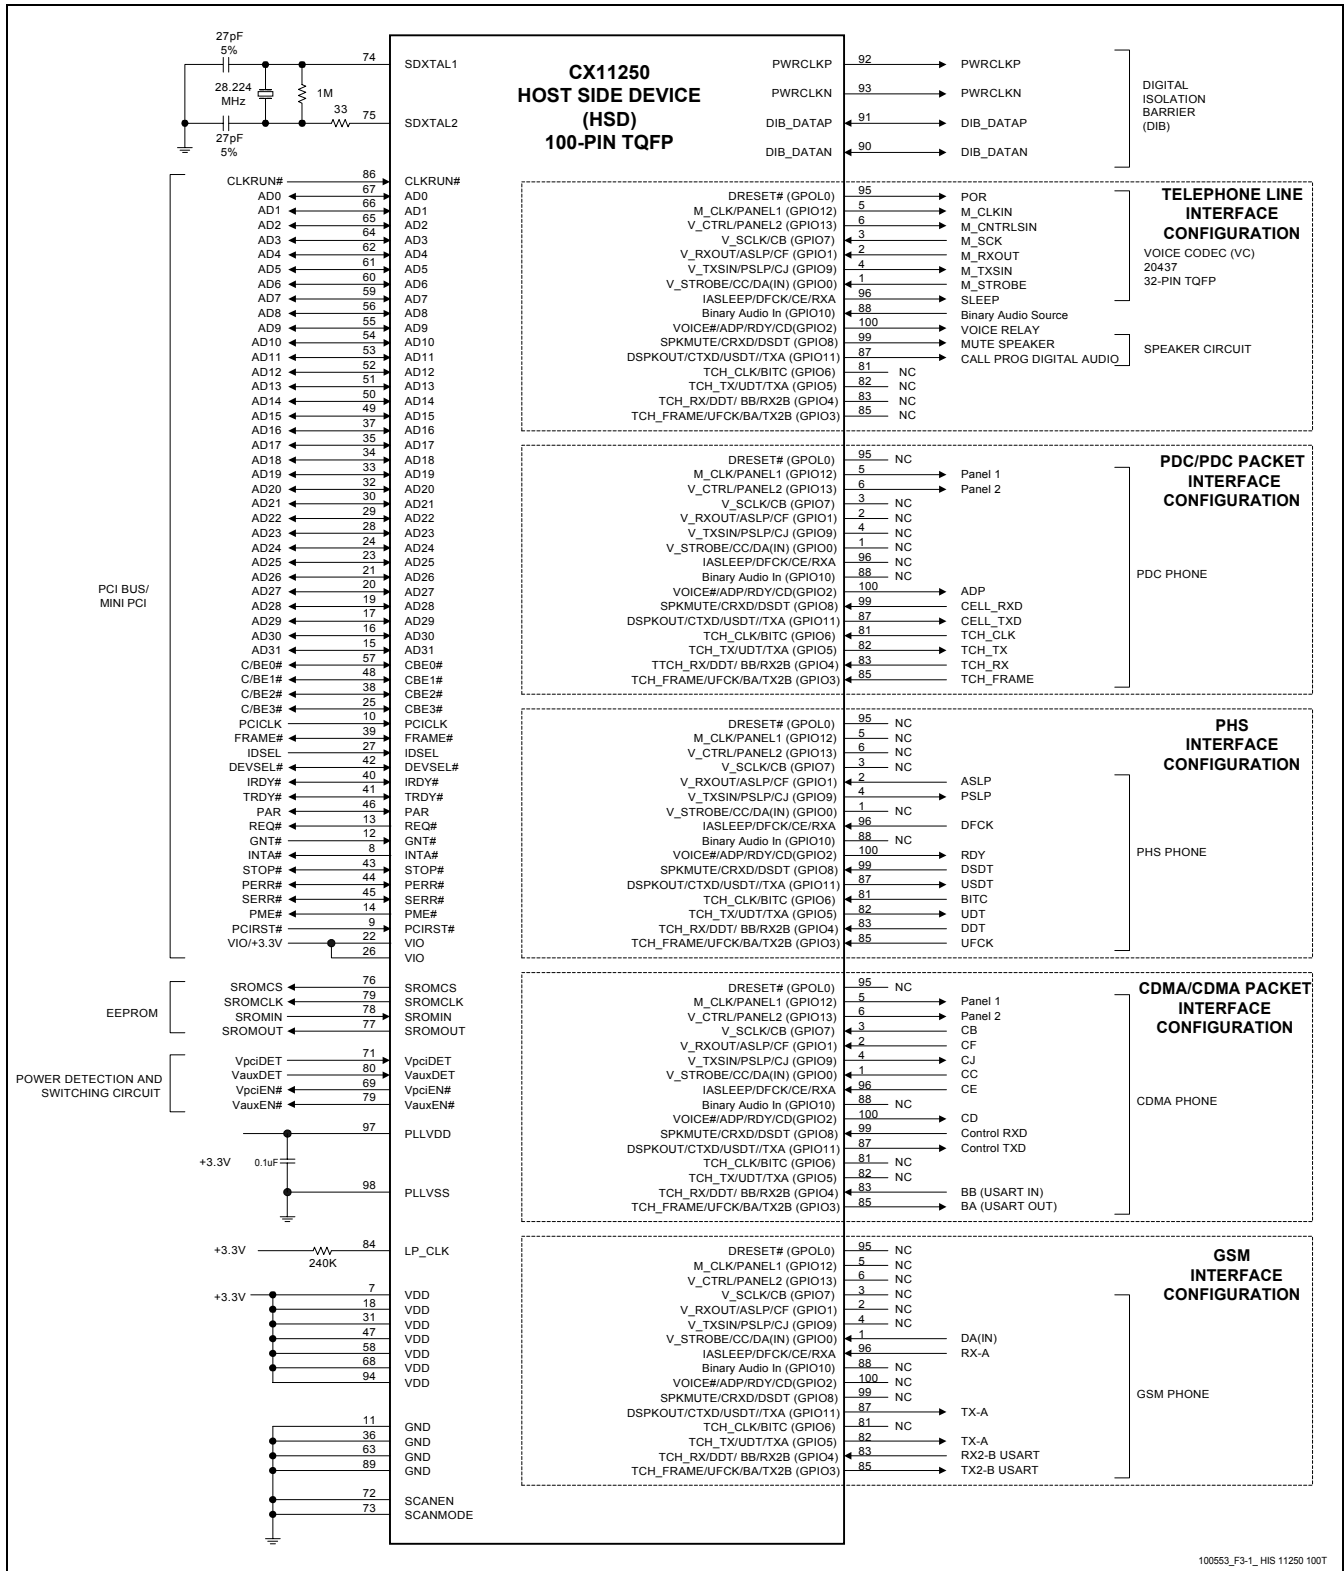 27pF
5%
28.224
MHz
1M
33
27pF
5%
74 SDXTAL1
75 SDXTAL2
CX11250
HOST SIDE DEVICE
(HSD)
100-PIN TQFP
PWRCLKP 92 PWRCLKP
PWRCLKN 93 PWRCLKN
DIB_DATAP 91 DIB_DATAP
DIB_DATAN 90 DIB_DATAN
DIGITAL
ISOLATION
BARRIER
(DIB)
PCI BUS/
MINI PCI
CLKRUN# 86 CLKRUN#
AD0 67 AD0
AD1 66 AD1
AD2 65 AD2
AD3 64 AD3
AD4 62 AD4
AD5 61 AD5
AD6 60 AD6
AD7 59 AD7
AD8 56 AD8
AD9 55 AD9
AD10 54 AD10
AD11 53 AD11
AD12 52 AD12
AD13 51 AD13
AD14 50 AD14
AD15 49 AD15
AD16 37 AD16
AD17 35 AD17
AD18 34 AD18
AD19 33 AD19
AD20 32 AD20
AD21 30 AD21
AD22 29 AD22
AD23 28 AD23
AD24 24 AD24
AD25 23 AD25
AD26 21 AD26
AD27 20 AD27
AD28 19 AD28
AD29 17 AD29
AD30 16 AD30
AD31 15 AD31
C/BE0# 57 CBE0#
C/BE1# 48 CBE1#
C/BE2# 38 CBE2#
C/BE3# 25 CBE3#
PCICLK 10 PCICLK
FRAME# 39 FRAME#
IDSEL 27 IDSEL
DEVSEL# 42 DEVSEL#
IRDY# 40 IRDY#
TRDY# 41 TRDY#
PAR 46 PAR
REQ# 13 REQ#
GNT# 12 GNT#
INTA# 8 INTA#
STOP# 43 STOP#
PERR# 44 PERR#
SERR# 45 SERR#
PME# 14 PME#
PCIRST# 9 PCIRST#
VIO/+3.3V 22 VIO
26 VIO
EEPROM
SROMCS 76 SROMCS
SROMCLK 79 SROMCLK
SROMIN 78 SROMIN
SROMOUT 77 SROMOUT
POWER DETECTION AND
SWITCHING CIRCUIT
VpciDET 71 VpciDET
VauxDET 80 VauxDET
VpciEN# 69 VpciEN#
VauxEN# 79 VauxEN#
97 PLLVDD
+3.3V 0.1uF
98 PLLVSS
+3.3V 240K 84 LP_CLK
+3.3V 7 VDD
18 VDD
31 VDD
47 VDD
58 VDD
68 VDD
94 VDD
11 GND
36 GND
63 GND
89 GND
72 SCANEN
73 SCANMODE
TELEPHONE LINE
INTERFACE
CONFIGURATION
VOICE CODEC (VC)
20437
32-PIN TQFP
DRESET# (GPOL0) 95 POR
M_CLK/PANEL1 (GPIO12) 5 M_CLKIN
V_CTRL/PANEL2 (GPIO13) 6 M_CNTRLSIN
V_SCLK/CB (GPIO7) 3 M_SCK
V_RXOUT/ASLP/CF (GPIO1) 2 M_RXOUT
V_TXSIN/PSLP/CJ (GPIO9) 4 M_TXSIN
V_STROBE/CC/DA(IN) (GPIO0) 1 M_STROBE
IASLEEP/DFCK/CE/RXA 96 SLEEP
Binary Audio In (GPIO10) 88 Binary Audio Source
VOICE#/ADP/RDY/CD(GPIO2) 100 VOICE RELAY
SPKMUTE/CRXD/DSDT (GPIO8) 99 MUTE SPEAKER
DSPKOUT/CTXD/USDT//TXA (GPIO11) 87 CALL PROG DIGITAL AUDIO
SPEAKER CIRCUIT
TCH_CLK/BITC (GPIO6) 81 NC
TCH_TX/UDT/TXA (GPIO5) 82 NC
TCH_RX/DDT/ BB/RX2B (GPIO4) 83 NC
TCH_FRAME/UFCK/BA/TX2B (GPIO3) 85 NC
PDC/PDC PACKET
INTERFACE
CONFIGURATION
DRESET# (GPOL0) 95 NC
M_CLK/PANEL1 (GPIO12) 5 Panel 1
V_CTRL/PANEL2 (GPIO13) 6 Panel 2
V_SCLK/CB (GPIO7) 3 NC
V_RXOUT/ASLP/CF (GPIO1) 2 NC
V_TXSIN/PSLP/CJ (GPIO9) 4 NC
V_STROBE/CC/DA(IN) (GPIO0) 1 NC
IASLEEP/DFCK/CE/RXA 96 NC
Binary Audio In (GPIO10) 88 NC
PDC PHONE
VOICE#/ADP/RDY/CD(GPIO2) 100 ADP
SPKMUTE/CRXD/DSDT (GPIO8) 99 CELL_RXD
DSPKOUT/CTXD/USDT//TXA (GPIO11) 87 CELL_TXD
TCH_CLK/BITC (GPIO6) 81 TCH_CLK
TCH_TX/UDT/TXA (GPIO5) 82 TCH_TX
TTCH_RX/DDT/ BB/RX2B (GPIO4) 83 TCH_RX
TCH_FRAME/UFCK/BA/TX2B (GPIO3) 85 TCH_FRAME
PHS
INTERFACE
CONFIGURATION
DRESET# (GPOL0) 95 NC
M_CLK/PANEL1 (GPIO12) 5 NC
V_CTRL/PANEL2 (GPIO13) 6 NC
V_SCLK/CB (GPIO7) 3 NC
V_RXOUT/ASLP/CF (GPIO1) 2 ASLP
V_TXSIN/PSLP/CJ (GPIO9) 4 PSLP
V_STROBE/CC/DA(IN) (GPIO0) 1 NC
IASLEEP/DFCK/CE/RXA 96 DFCK
Binary Audio In (GPIO10) 88 NC
PHS PHONE
VOICE#/ADP/RDY/CD(GPIO2) 100 RDY
SPKMUTE/CRXD/DSDT (GPIO8) 99 DSDT
DSPKOUT/CTXD/USDT//TXA (GPIO11) 87 USDT
TCH_CLK/BITC (GPIO6) 81 BITC
TCH_TX/UDT/TXA (GPIO5) 82 UDT
TCH_RX/DDT/ BB/RX2B (GPIO4) 83 DDT
TCH_FRAME/UFCK/BA/TX2B (GPIO3) 85 UFCK
CDMA/CDMA PACKET
INTERFACE
CONFIGURATION
DRESET# (GPOL0) 95 NC
M_CLK/PANEL1 (GPIO12) 5 Panel 1
V_CTRL/PANEL2 (GPIO13) 6 Panel 2
V_SCLK/CB (GPIO7) 3 CB
V_RXOUT/ASLP/CF (GPIO1) 2 CF
V_TXSIN/PSLP/CJ (GPIO9) 4 CJ
V_STROBE/CC/DA(IN) (GPIO0) 1 CC
IASLEEP/DFCK/CE/RXA 96 CE
Binary Audio In (GPIO10) 88 NC
CDMA PHONE
VOICE#/ADP/RDY/CD(GPIO2) 100 CD
SPKMUTE/CRXD/DSDT (GPIO8) 99 Control RXD
DSPKOUT/CTXD/USDT//TXA (GPIO11) 87 Control TXD
TCH_CLK/BITC (GPIO6) 81 NC
TCH_TX/UDT/TXA (GPIO5) 82 NC
TCH_RX/DDT/ BB/RX2B (GPIO4) 83 BB (USART IN)
TCH_FRAME/UFCK/BA/TX2B (GPIO3) 85 BA (USART OUT)
GSM
INTERFACE
CONFIGURATION
DRESET# (GPOL0) 95 NC
M_CLK/PANEL1 (GPIO12) 5 NC
V_CTRL/PANEL2 (GPIO13) 6 NC
V_SCLK/CB (GPIO7) 3 NC
V_RXOUT/ASLP/CF (GPIO1) 2 NC
V_TXSIN/PSLP/CJ (GPIO9) 4 NC
V_STROBE/CC/DA(IN) (GPIO0) 1 DA(IN)
IASLEEP/DFCK/CE/RXA 96 RX-A
Binary Audio In (GPIO10) 88 NC
VOICE#/ADP/RDY/CD(GPIO2) 100 NC
GSM PHONE
SPKMUTE/CRXD/DSDT (GPIO8) 99 NC
DSPKOUT/CTXD/USDT//TXA (GPIO11) 87 TX-A
TCH_CLK/BITC (GPIO6) 81 NC
TCH_TX/UDT/TXA (GPIO5) 82 TX-A
TCH_RX/DDT/ BB/RX2B (GPIO4) 83 RX2-B USART
TCH_FRAME/UFCK/BA/TX2B (GPIO3) 85 TX2-B USART
100553_F3-1_ HIS 11250 100T